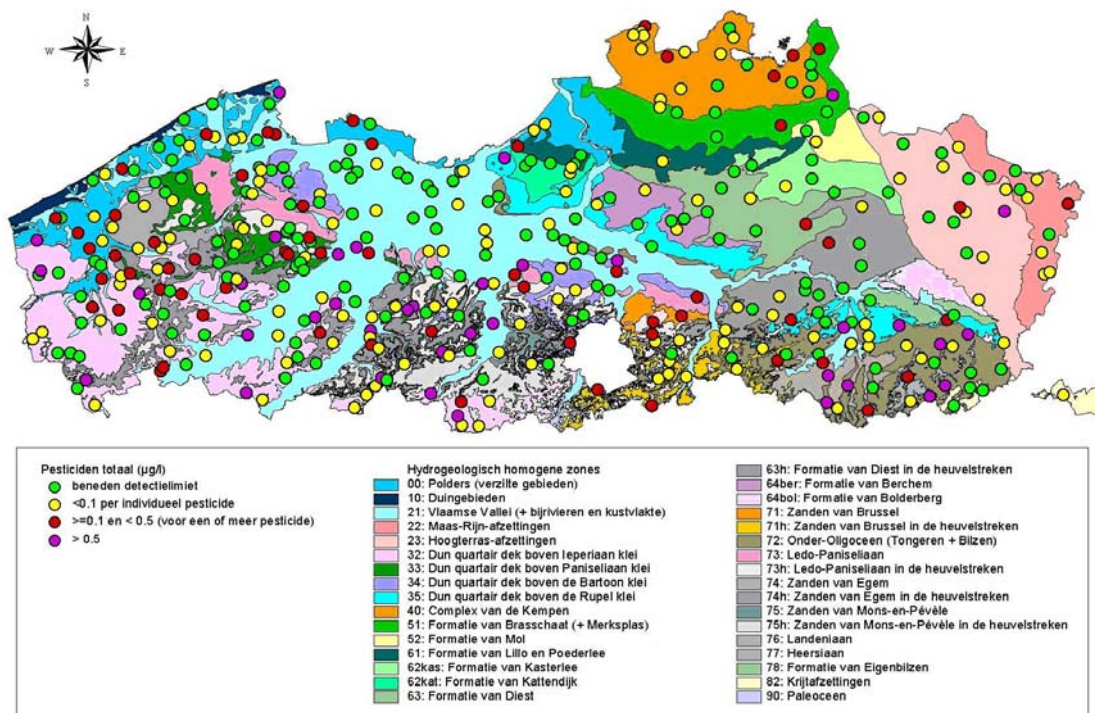 N
W E
S
Pesticiden totaal (µg/l)
beneden detectielimiet
<0.1 per individueel pesticide
>=0.1 en < 0.5 (voor een of meer pesticide)
> 0.5
Hydrogeologisch homogene zones
00: Polders (verzilte gebieden)
10: Duingebieden
21: Vlaamse Vallei (+ bijrivieren en kustvlakte)
22: Maas-Rijn-afzettingen
23: Hoogterras-afzettingen
32: Dun quartair dek boven Ieperiaan klei
33: Dun quartair dek boven Paniseliaan klei
34: Dun quartair dek boven de Bartoon klei
35: Dun quartair dek boven de Rupel klei
40: Complex van de Kempen
51: Formatie van Brasschaat (+ Merksplas)
52: Formatie van Mol
61: Formatie van Lillo en Poederlee
62kas: Formatie van Kasterlee
62kat: Formatie van Kattendijk
63: Formatie van Diest
63h: Formatie van Diest in de heuvelstreken
64ber: Formatie van Berchem
64bol: Formatie van Bolderberg
71: Zanden van Brussel
71h: Zanden van Brussel in de heuvelstreken
72: Onder-Oligoceen (Tongeren + Bilzen)
73: Ledo-Paniseliaan
73h: Ledo-Paniseliaan in de heuvelstreken
74: Zanden van Egem
74h: Zanden van Egem in de heuvelstreken
75: Zanden van Mons-en-Pévèle
75h: Zanden van Mons-en-Pévèle in de heuvelstreken
76: Landeniaan
77: Heersiaan
78: Formatie van Eigenbilzen
82: Krijtafzettingen
90: Paleoceen